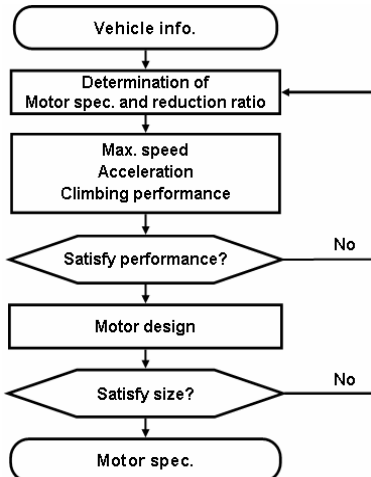 Vehicle info.
Determination of
Motor spec. and reduction ratio
Max. speed
Acceleration
Climbing performance
Satisfy performance?
No
Motor design
Satisfy size?
No
Motor spec.